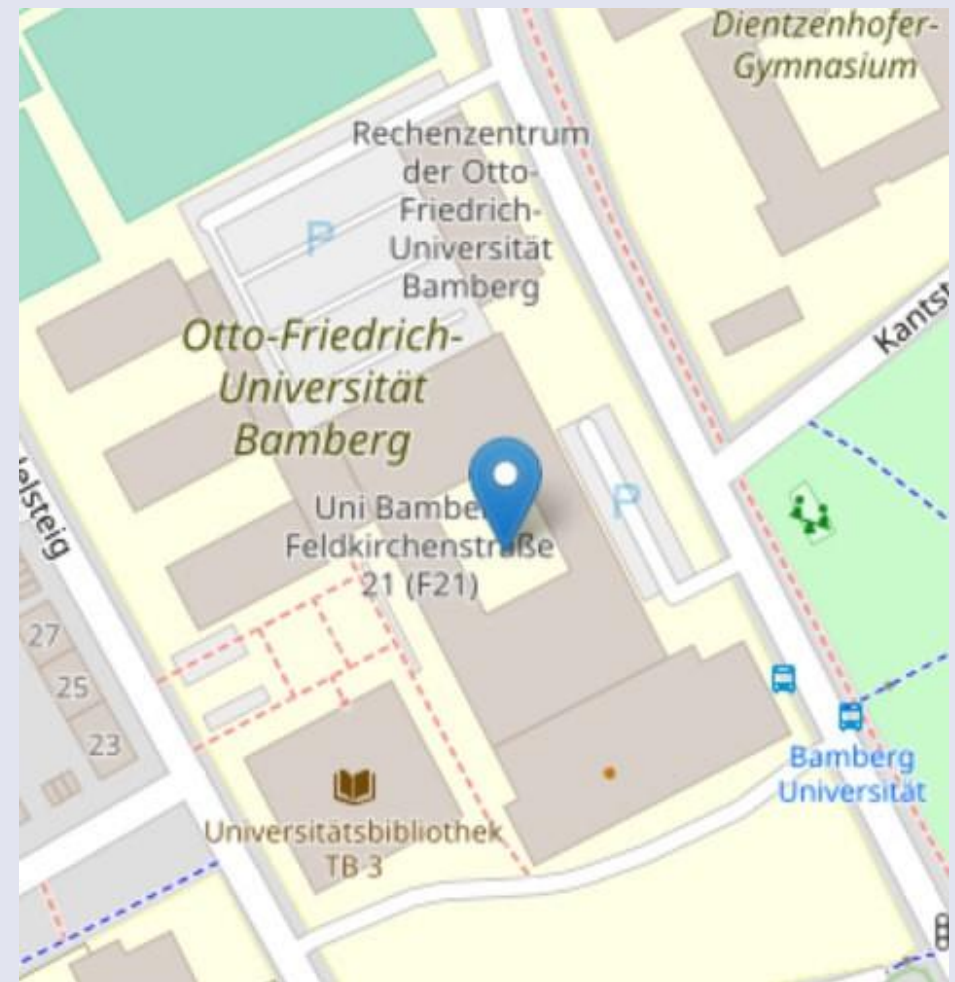 Dientzenhofer-
Gymnasium
Rechenzentrum
der Otto-
Friedrich-
Universität
Bamberg
P
Otto-Friedrich-
Universität
Bamberg
Kantst
P
Uni Bambe
Feldkirchenstraße
21 (F21)
elsteig
27
25
23
Bamberg
Universität
Universitätsbibliothek
TB 3